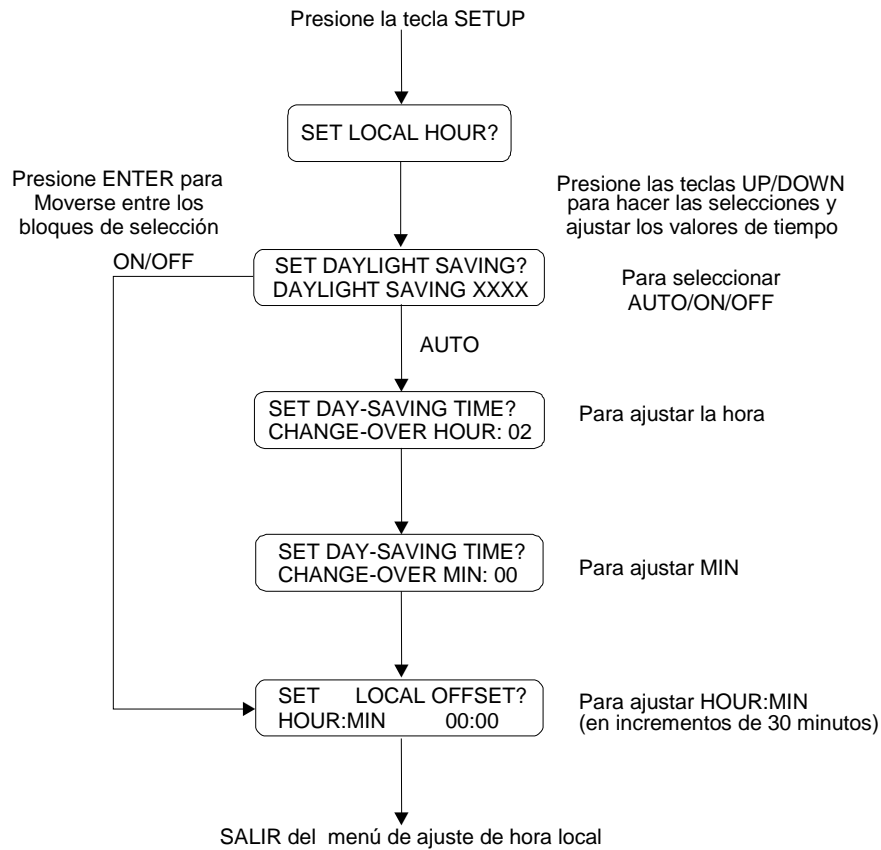 Presione la tecla SETUP
SET LOCAL HOUR?
Presione ENTER para
Moverse entre los
bloques de selección
Presione las teclas UP/DOWN
para hacer las selecciones y
ajustar los valores de tiempo
ON/OFF
SET DAYLIGHT SAVING?
DAYLIGHT SAVING XXXX
Para seleccionar
AUTO/ON/OFF
AUTO
SET DAY-SAVING TIME?
CHANGE-OVER HOUR: 02
Para ajustar la hora
SET DAY-SAVING TIME?
CHANGE-OVER MIN: 00
Para ajustar MIN
SET LOCAL OFFSET?
HOUR:MIN 00:00
Para ajustar HOUR:MIN
(en incrementos de 30 minutos)
SALIR del menú de ajuste de hora local